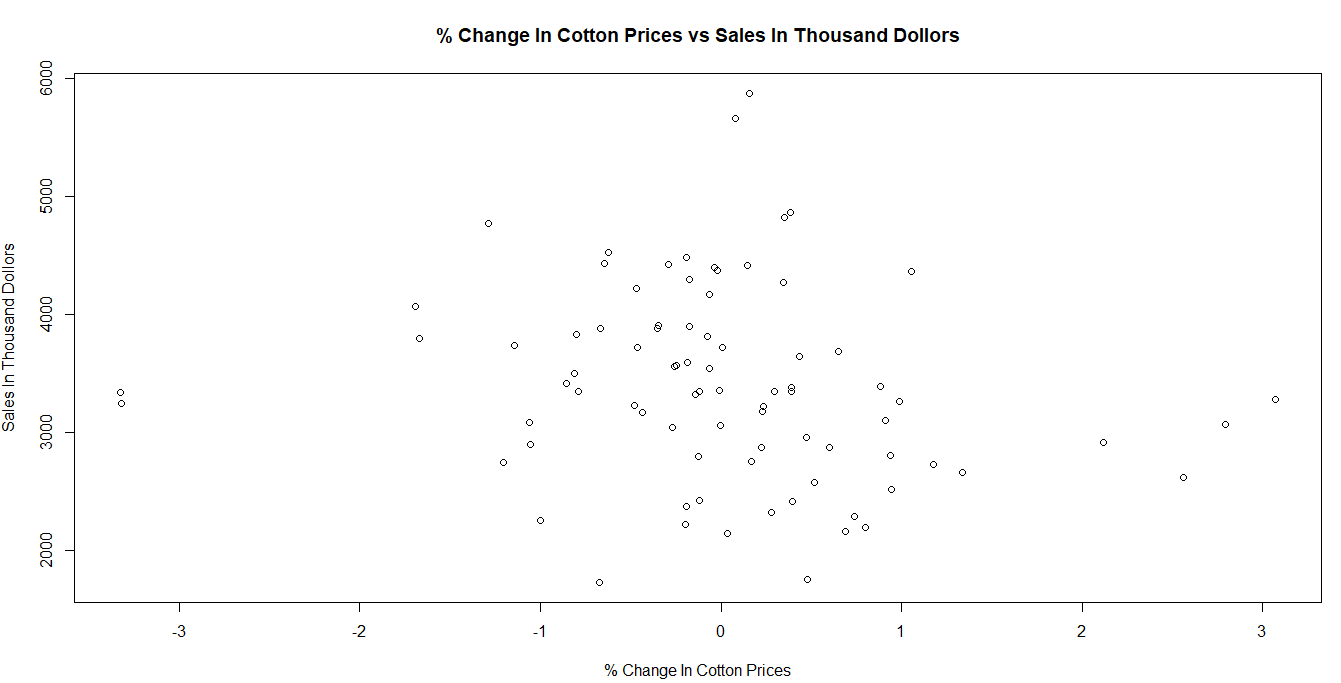 % Change In Cotton Prices vs Sales In Thousand Dollors
Sales In Thousand Dollors
6000
5000
4000
3000
2000
-3 -2 -1 0 1 2 3
% Change In Cotton Prices